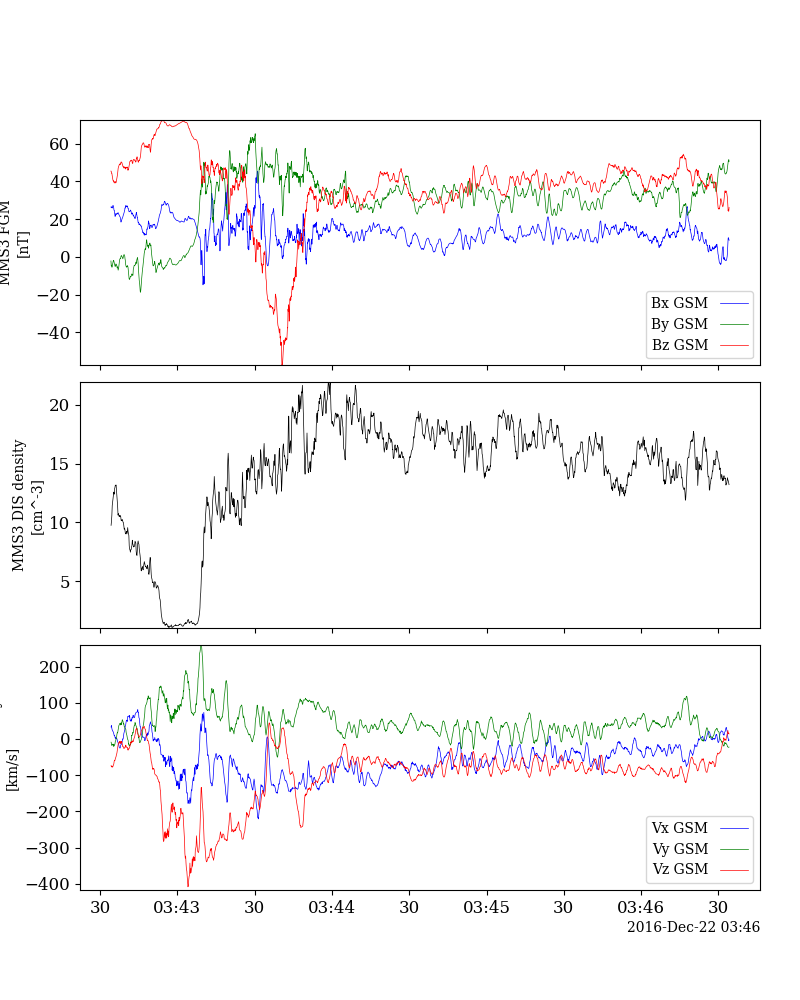 60
40
20
0
−20
−40
MMS3 FGM
[nT]
Bx GSM
By GSM
Bz GSM
20
15
10
5
MMS3 DIS density
[cm^-3]
200
100
0
−100
−200
−300
−400
[km/s]
Vx GSM
Vy GSM
Vz GSM
30 03:43 30 03:44 30 03:45 30 03:46 30
2016-Dec-22 03:46